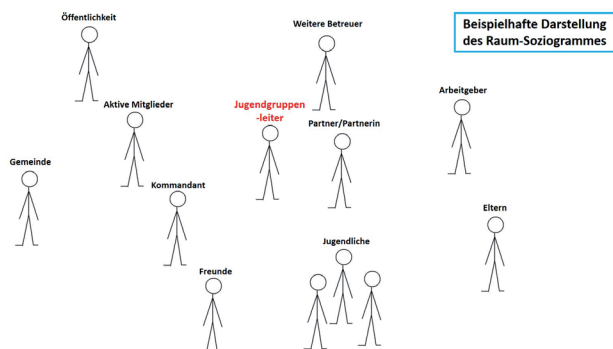 Öffentlichkeit
Weitere Betreuer
Beispielhafte Darstellung
des Raum-Soziogrammes
Arbeitgeber
Aktive Mitglieder
Jugendgruppen
-leiter
Partner/Partnerin
Gemeinde
Kommandant
Eltern
Jugendliche
Freunde